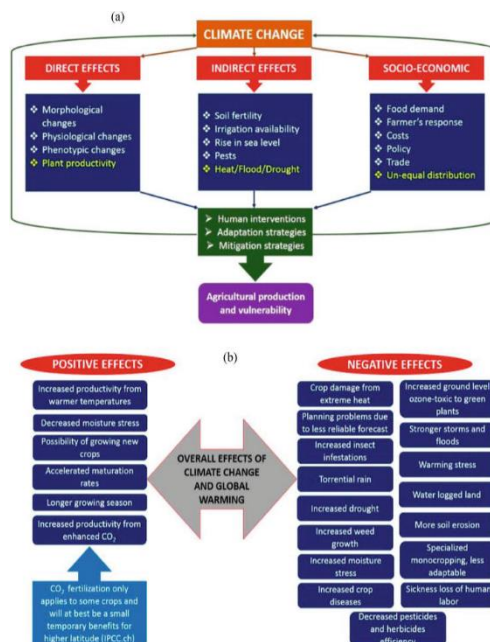 (a)
CLIMATE CHANGE
DIRECT EFFECTS
❖ Morphological
changes
❖ Physiological changes
❖ Phenotypic changes
❖ Plant productivity
INDIRECT EFFECTS
❖ Soil fertility
❖ Irrigation availability
❖ Rise in sea level
❖ Pests
❖ Heat/Flood/Drought
SOCIO-ECONOMIC
❖ Food demand
❖ Farmer's response
❖ Costs
❖ Policy
❖ Trade
❖ Un-equal distribution
➢ Human interventions
➢ Adaptation strategies
➢ Mitigation strategies
Agricultural production
and vulnerability
(b)
POSITIVE EFFECTS
Increased productivity from
warmer temperatures
Decreased moisture stress
Possibility of growing new
crops
Accelerated maturation
rates
Longer growing season
Increased productivity from
enhanced CO₂
CO₂ fertilization only
applies to some crops and
will at best be a small
temporary benefits for
higher latitude (IPCC.ch)
OVERALL EFFECTS OF
CLIMATE CHANGE
AND GLOBAL
WARMING
NEGATIVE EFFECTS
Crop damage from
extreme heat
Planning problems due to
less reliable forecast
Increased insect
infestations
Torrential rain
Increased drought
Increased weed
growth
Increased moisture
stress
Increased crop
diseases
Increased ground level
ozone-toxic to green
plants
Stronger storms and
floods
Warming stress
Water logged land
More soil erosion
Specialized
monocropping, less
adaptable
Sickness loss of human
labor
Decreased pesticides and
herbicides efficiency